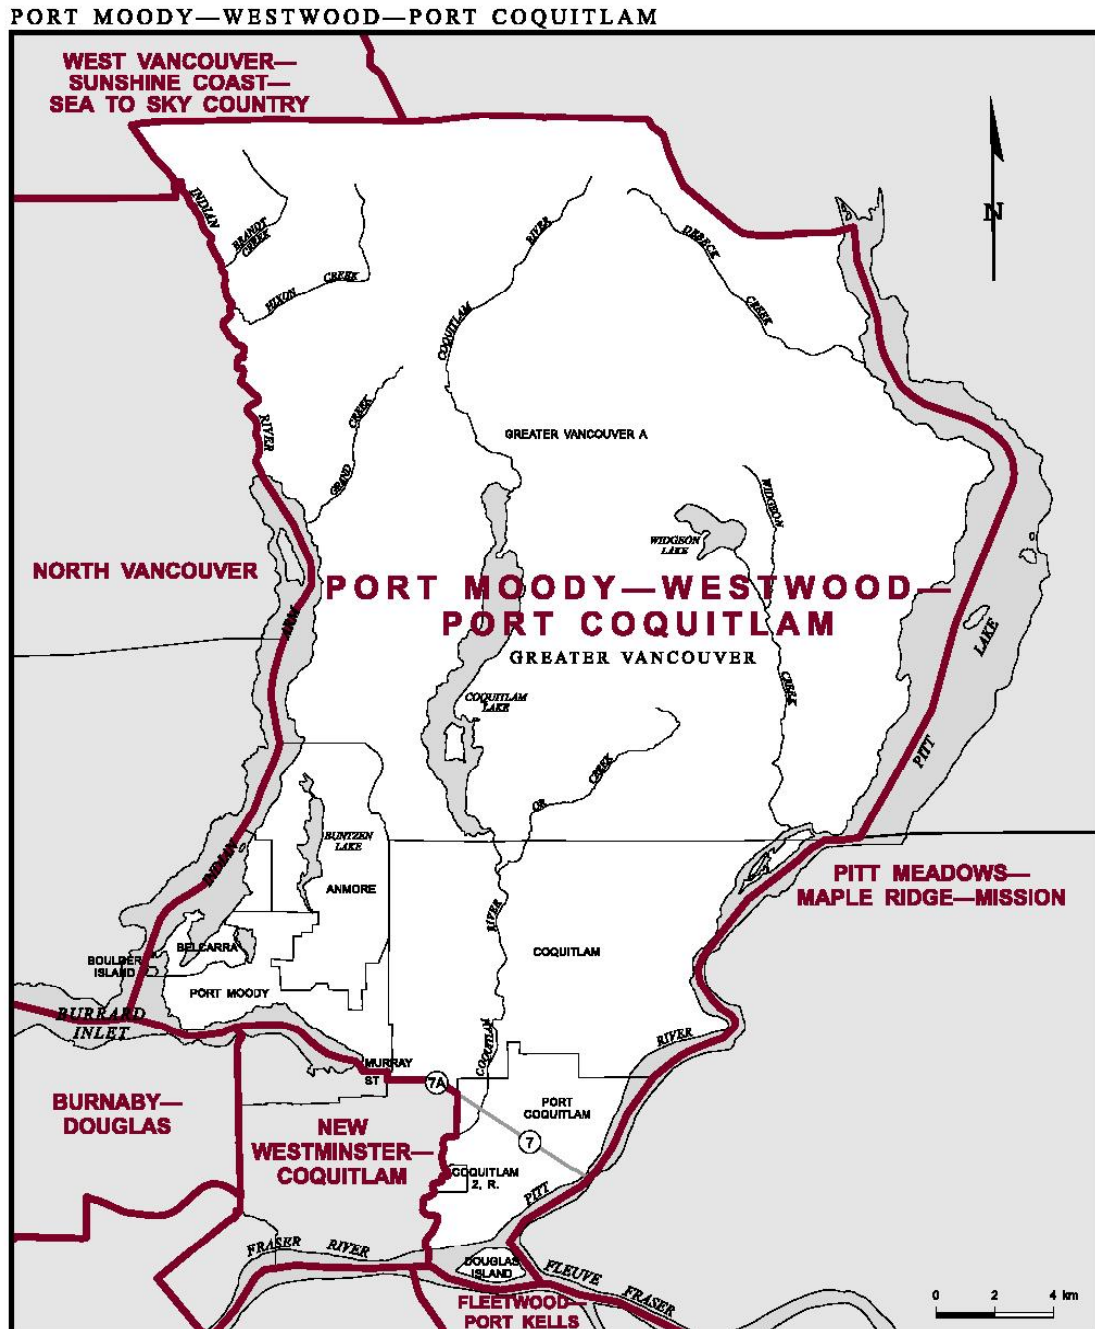 PORT MOODY—WESTWOOD—PORT COQUITLAM
WEST VANCOUVER—
SUNSHINE COAST—
SEA TO SKY COUNTRY
N
INDIAN
BRANDT
CREEK
HIXON CREEK
RIVER
COQUITLAM
DEBECK
CREEK
RIVER
CREEK
GRAND
GREATER VANCOUVER A
WIDGEON
WIDGEON
LAKE
NORTH VANCOUVER
PORT MOODY—WESTWOOD—
PORT COQUITLAM
GREATER VANCOUVER
ARM
LAKE
COQUITLAM
LAKE
CREEK
PITT
CREEK
OR
BUNTZEN
LAKE
INDIAN
ANMORE
PITT MEADOWS—
MAPLE RIDGE—MISSION
RIVER
BELCARRA
COQUITLAM
BOULDER
ISLAND
PORT MOODY
BURRARD
INLET
COQUITLAM
RIVER
MURRAY
ST
7A
BURNABY—
DOUGLAS
PORT
COQUITLAM
NEW
WESTMINSTER—
COQUITLAM
7
COQUITLAM
2, R.
PITT
FRASER RIVER
DOUGLAS
ISLAND
FLEUVE
FRASER
FLEETWOOD—
PORT KELLS
0 2 4 km